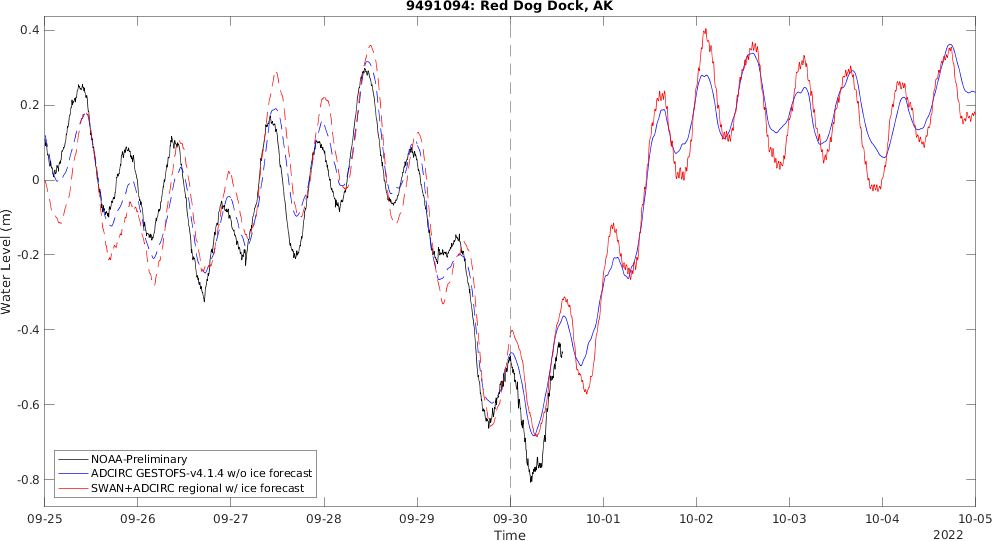 9491094: Red Dog Dock, AK
Water Level (m)
0.4
0.2
0
-0.2
-0.4
-0.6
-0.8
NOAA-Preliminary
ADCIRC GESTOFS-v4.1.4 w/o ice forecast
SWAN+ADCIRC regional w/ ice forecast
09-25 09-26 09-27 09-28 09-29 09-30 10-01 10-02 10-03 10-04 10-05
Time
2022